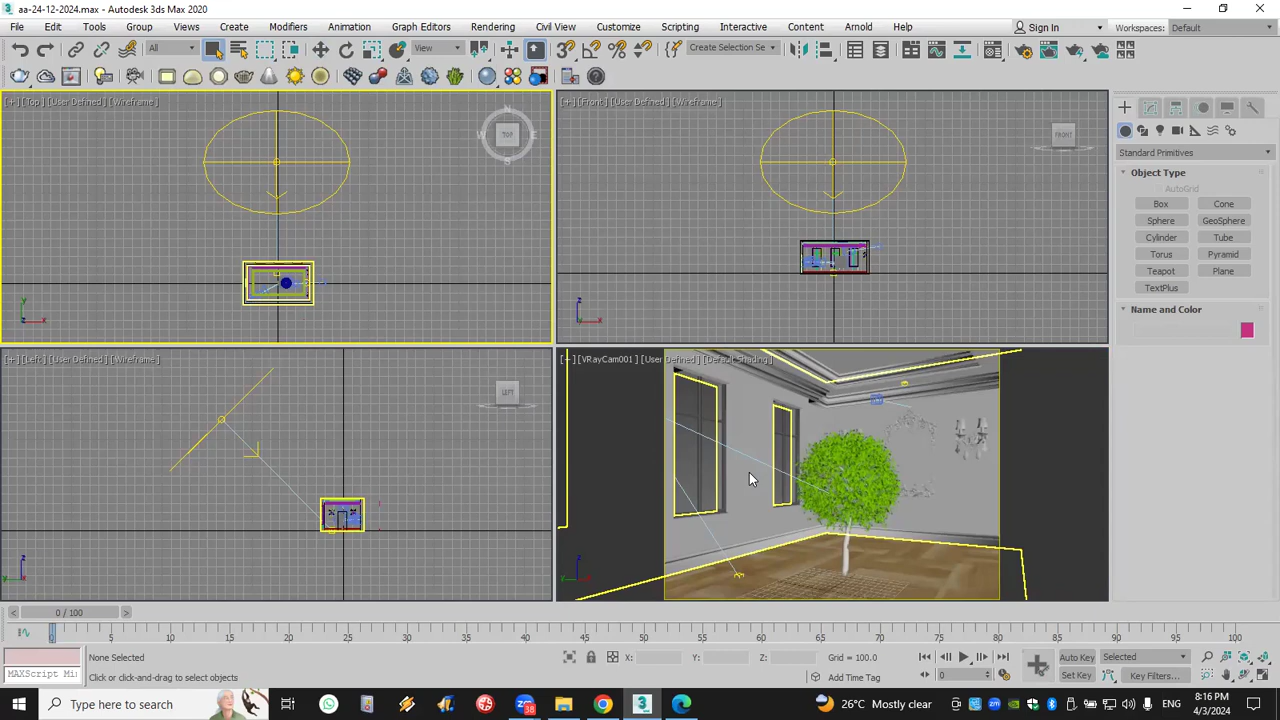 aa-24-12-2024.max - Autodesk 3ds Max 2020
File Edit Tools Group Views Create Modifiers Animation Graph Editors Rendering Civil View Customize Scripting Interactive Content Arnold Help Sign In Workspaces: Default
All View Create Selection Se
[+] [Top] [User Defined] [Wireframe]
N
W TOP E
S
y
z x
[+] [Front] [User Defined] [Wireframe]
FRONT
z
x
[+] [Left] [User Defined] [Wireframe]
LEFT
z
y
[+] [VRayCam001] [User Defined] [Default Shading]
z
Standard Primitives
Object Type
AutoGrid
Box Cone
Sphere GeoSphere
Cylinder Tube
Torus Pyramid
Teapot Plane
TextPlus
Name and Color
< 0 / 100 >
0 5 10 15 20 25 30 35 40 45 50 55 60 65 70 75 80 85 90 95 100
None Selected X: Y: Z: Grid = 100.0 Auto Key Selected
MAXScript Mi Click or click-and-drag to select objects Add Time Tag 0 Set Key Key Filters...
Type here to search 38 26°C Mostly clear ENG 8:16 PM
4/3/2024